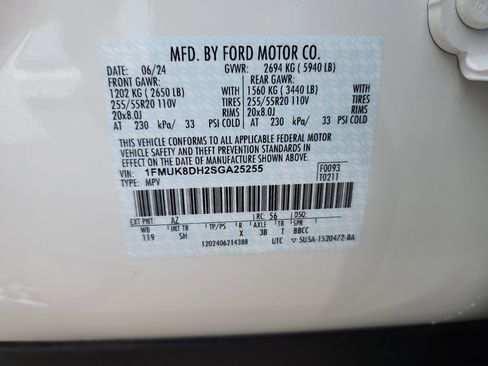 MFD. BY FORD MOTOR CO.
DATE: 06/24 GVWR: 2694 KG ( 5940 LB)
FRONT GAWR: REAR GAWR:
1202 KG ( 2650 LB) WITH 1560 KG ( 3440 LB) WITH
255/55R20 110V TIRES 255/55R20 110V TIRES
20x8.0J RIMS 20x8.0J RIMS
AT 230 kPa/ 33 PSI COLD AT 230 kPa/ 33 PSI COLD
THIS VEHICLE CONFORMS TO ALL APPLICABLE FEDERAL MOTOR
VEHICLE SAFETY AND THEFT PREVENTION STANDARDS IN EFFECT ON THE
DATE OF MANUFACTURE SHOWN ABOVE.
VIN: 1FMUK8DH2SGA25255 F0093
TYPE: MPV T0211
EXT PNT: AZ RC: 56 DSO:
WB INT TR TP/PS R AXLE TR SPR
119 SH X 3B T BBCC
1202406214388 UTC 5U5A-1520472-BA